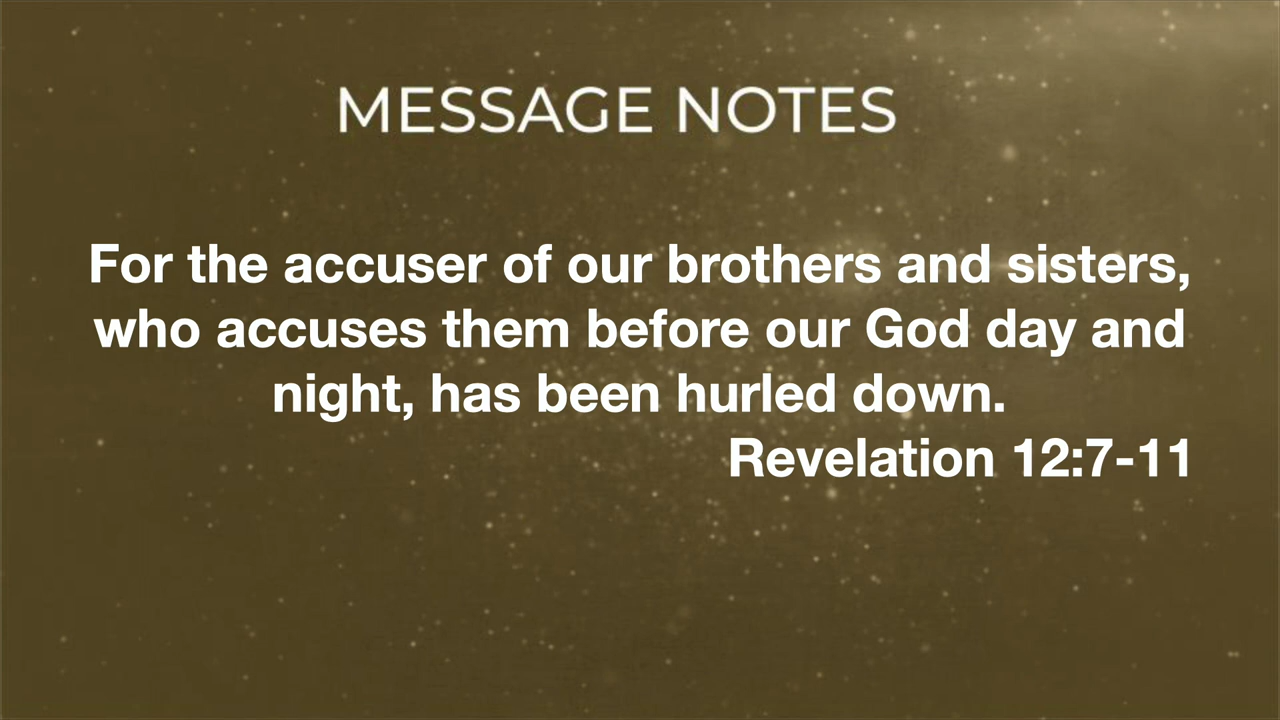 MESSAGE NOTES
For the accuser of our brothers and sisters,
who accuses them before our God day and
night, has been hurled down.
Revelation 12:7-11